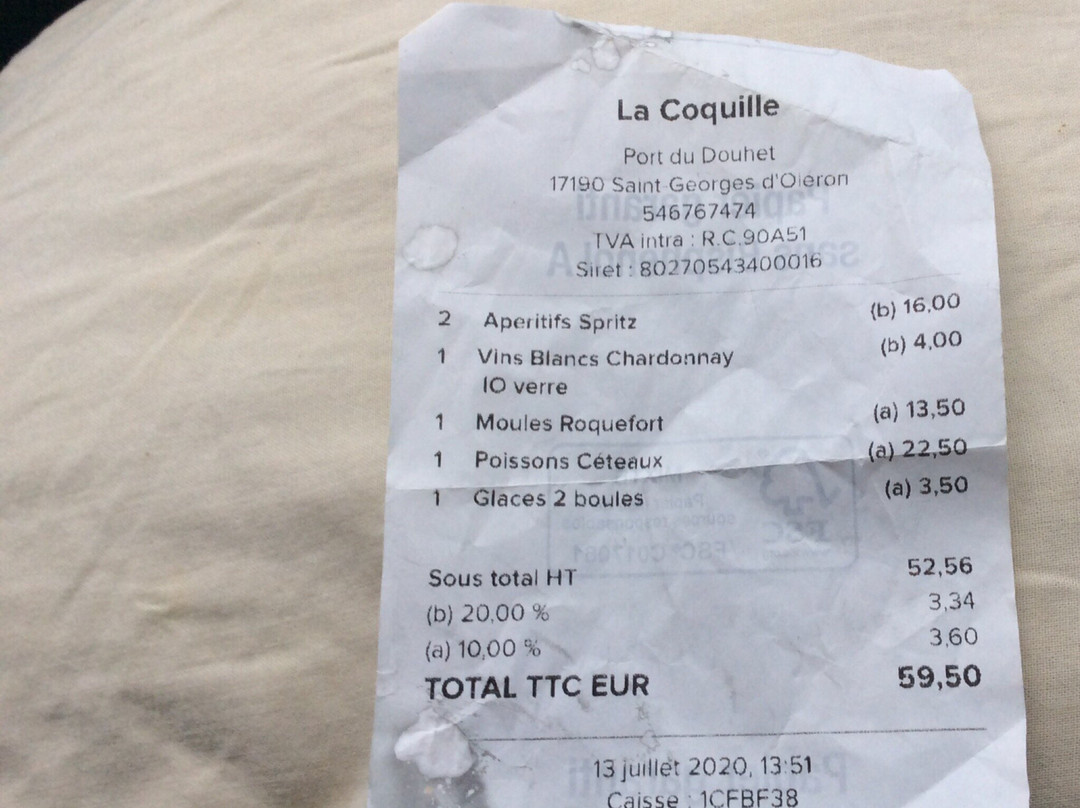 La Coquille
Port du Douhet
17190 Saint-Georges d'Oléron
546767474
TVA intra : R.C.90A51
Siret : 80270543400016
2 Aperitifs Spritz (b) 16,00
1 Vins Blancs Chardonnay (b) 4,00
10 verre
1 Moules Roquefort (a) 13,50
1 Poissons Céteaux (a) 22,50
1 Glaces 2 boules (a) 3,50
Sous total HT 52,56
(b) 20,00 % 3,34
(a) 10,00 % 3,60
TOTAL TTC EUR 59,50
13 juillet 2020, 13:51
Caisse : 1CFBF38